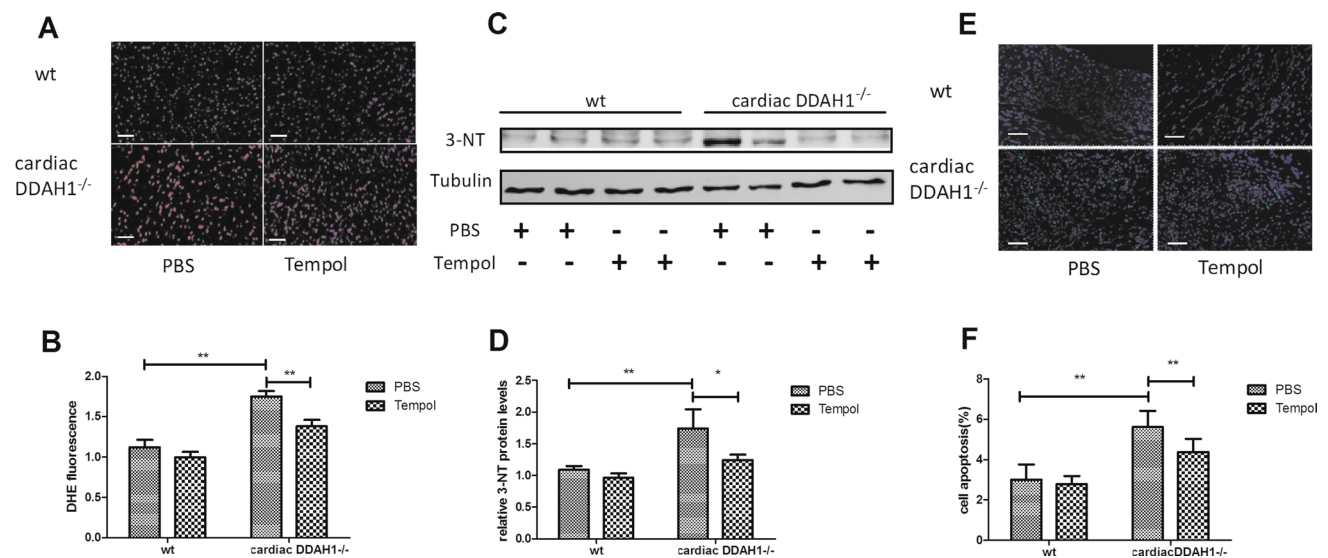 A
wt
cardiac
DDAH1-/-
PBS
Tempol
C
wt
cardiac DDAH1-/-
3-NT
Tubulin
PBS + + - - + + - -
Tempol - - + + - - + +
E
wt
cardiac
DDAH1-/-
PBS
Tempol
B
DHE fluorescence
2.0
1.5
1.0
0.5
0.0
**
**
wt
cardiac DDAH1-/-
PBS
Tempol
D
relative 3-NT protein levels
2.5
2.0
1.5
1.0
0.5
0.0
**
*
wt
cardiac DDAH1-/-
PBS
Tempol
F
cell apoptosis(%)
8
6
4
2
0
**
**
wt
cardiacDDAH1-/-
PBS
Tempol